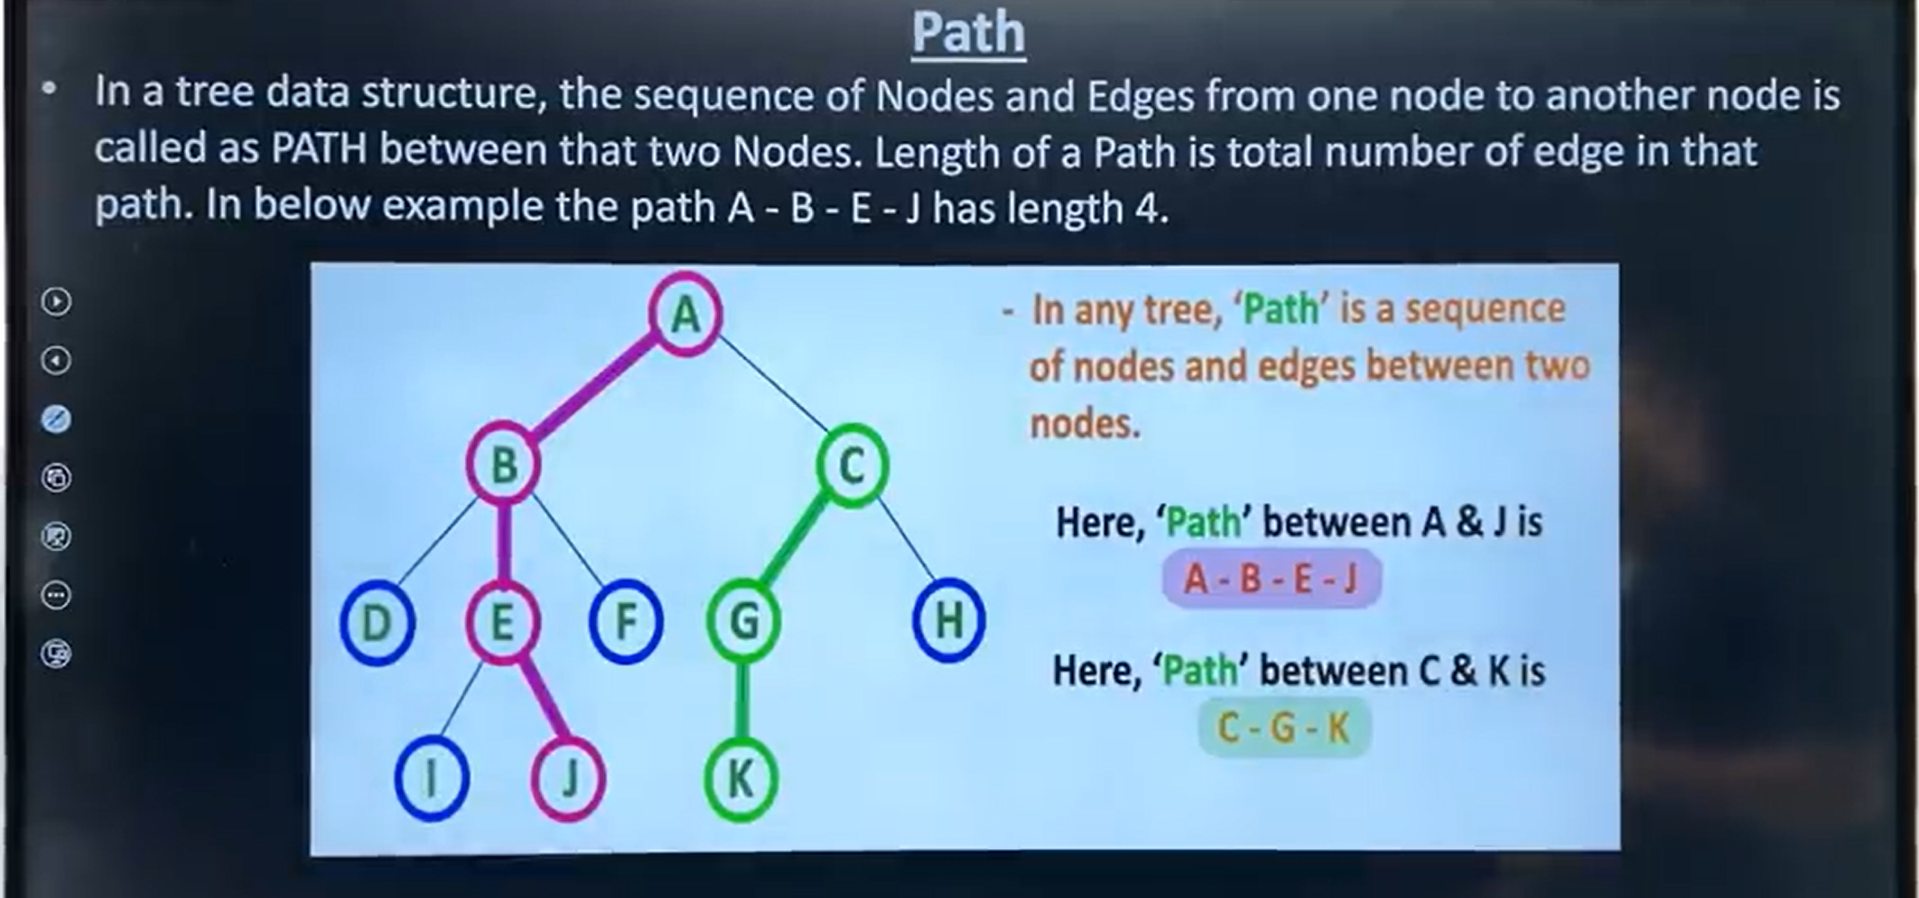 Path
• In a tree data structure, the sequence of Nodes and Edges from one node to another node is
called as PATH between that two Nodes. Length of a Path is total number of edge in that
path. In below example the path A - B - E - J has length 4.
A
- In any tree, ‘Path’ is a sequence
of nodes and edges between two
nodes.
B
C
Here, ‘Path’ between A & J is
A - B - E - J
D
E
F
G
H
Here, ‘Path’ between C & K is
C - G - K
I
J
K